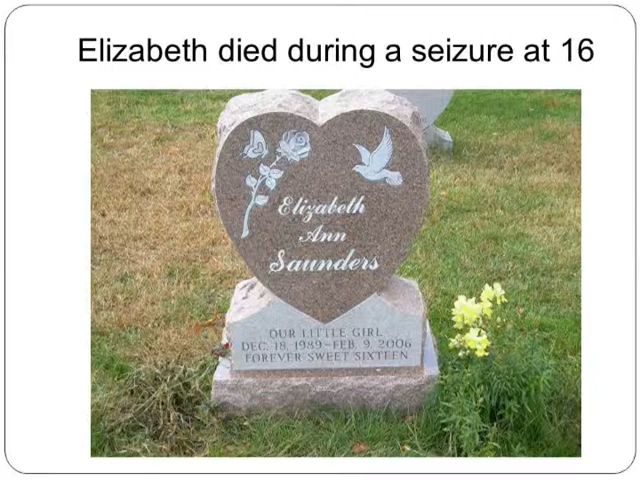 Elizabeth died during a seizure at 16
Elizabeth
Ann
Saunders
OUR LITTLE GIRL
DEC. 18, 1989–FEB. 9, 2006
FOREVER SWEET SIXTEEN